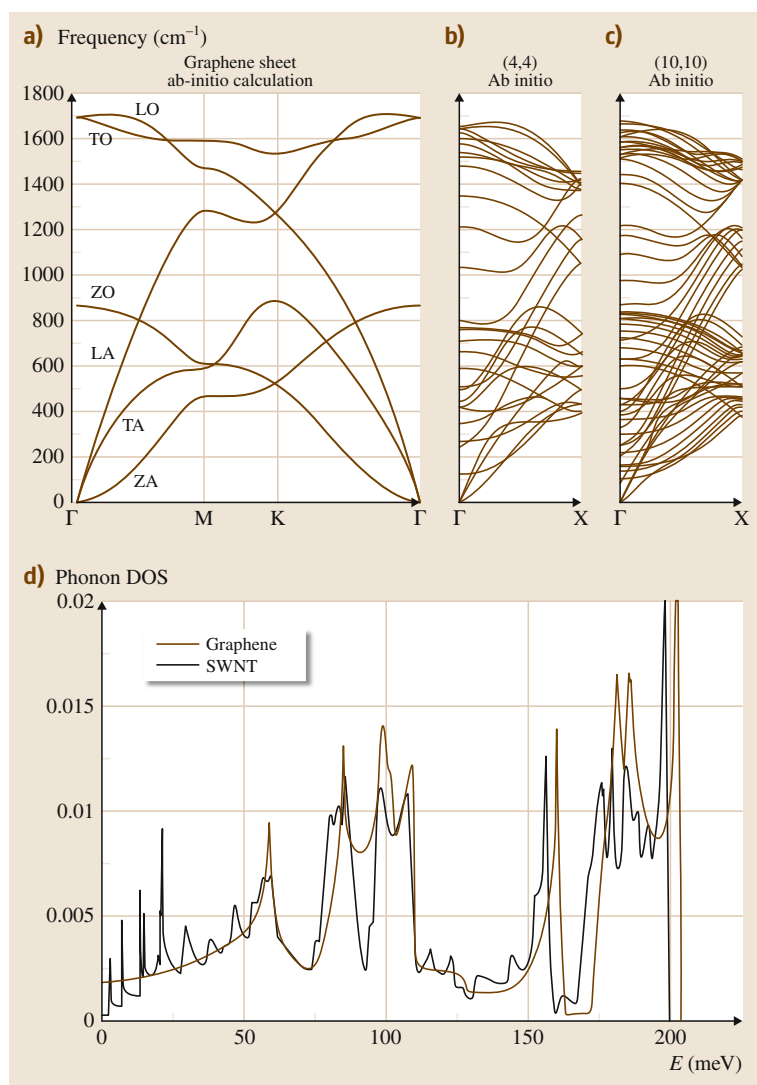 a) Frequency (cm⁻¹)
Graphene sheet
ab-initio calculation
1800
1600
1400
1200
1000
800
600
400
200
0
LO
TO
ZO
LA
TA
ZA
Γ M K Γ
b)
(4,4)
Ab initio
Γ X
c)
(10,10)
Ab initio
Γ X
d) Phonon DOS
0.02
0.015
0.01
0.005
0
Graphene
SWNT
0 50 100 150 200
E (meV)